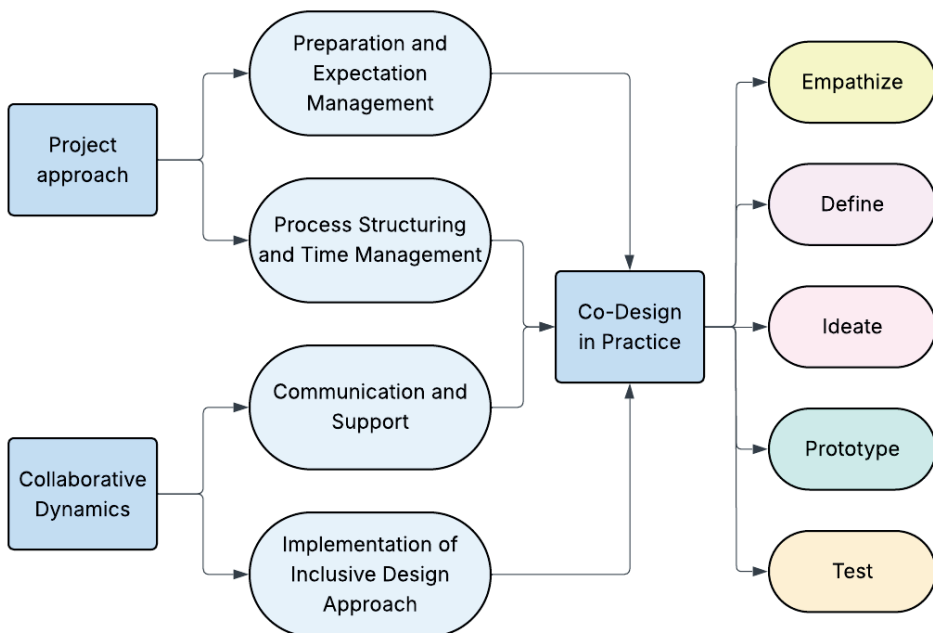 Project
approach
Preparation and
Expectation
Management
Process Structuring
and Time Management
Collaborative
Dynamics
Communication and
Support
Implementation of
Inclusive Design
Approach
Co-Design
in Practice
Empathize
Define
Ideate
Prototype
Test